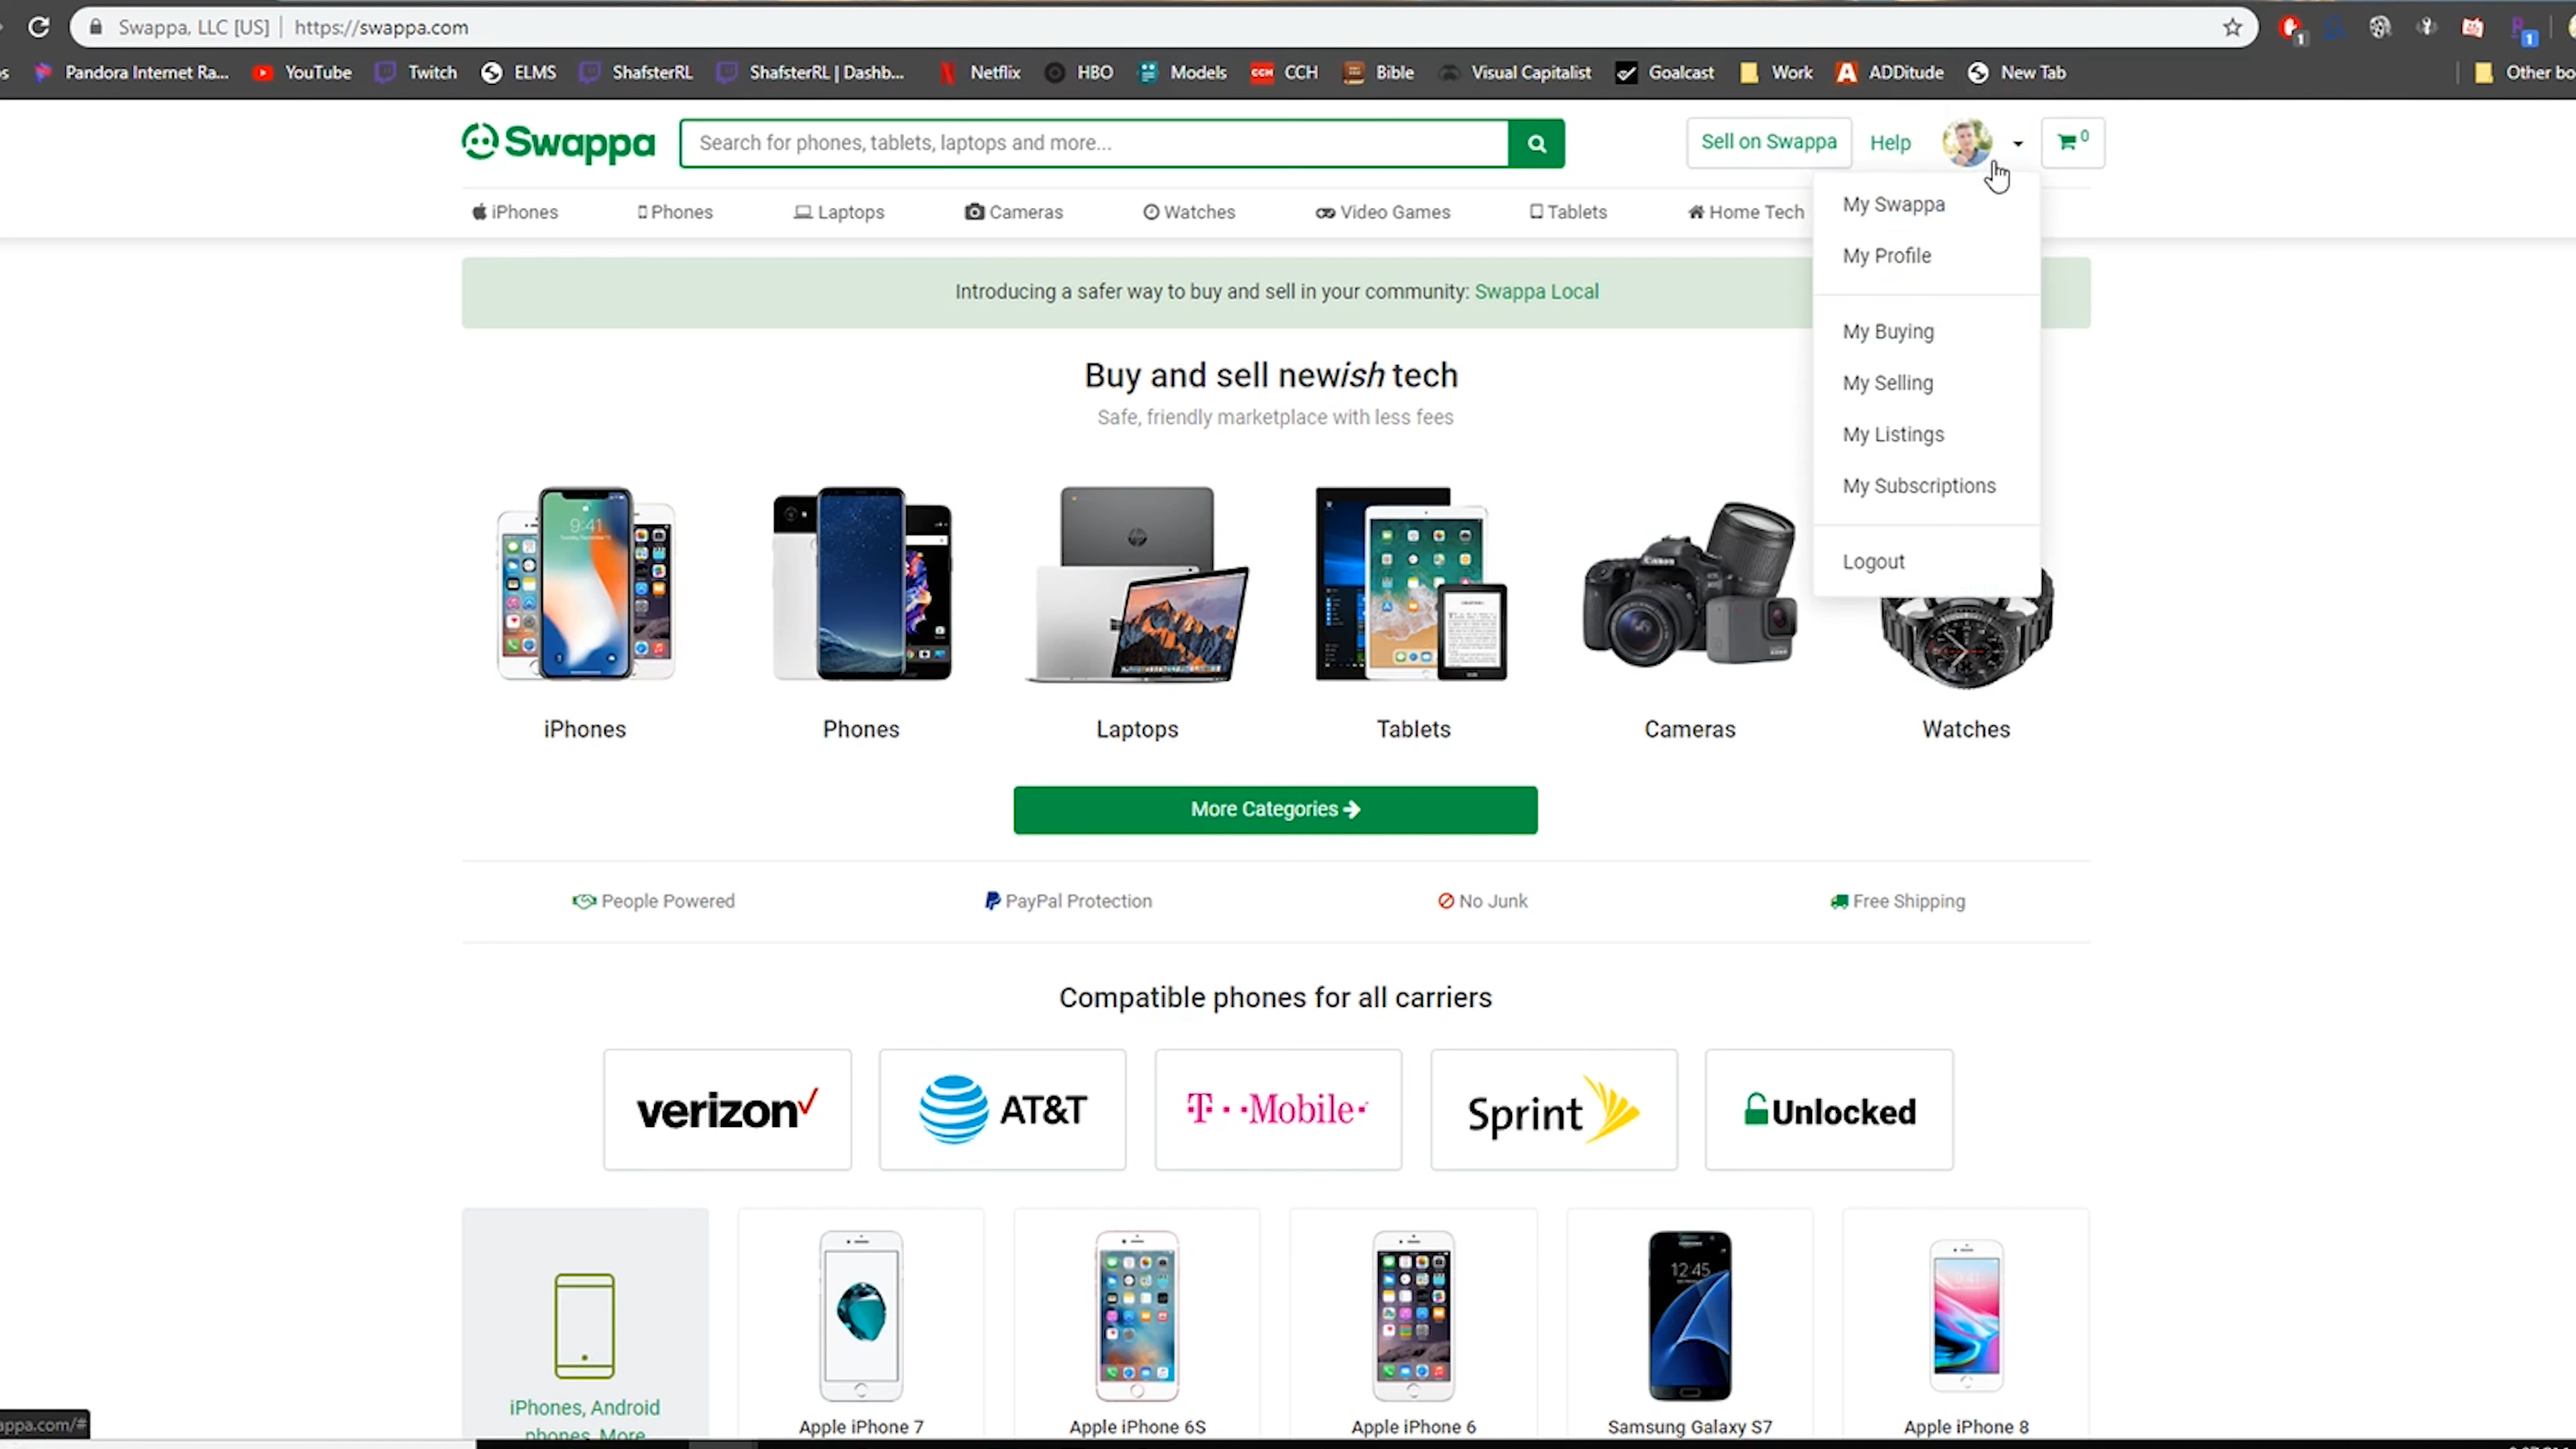 Swappa, LLC [US] | https://swappa.com
Pandora Internet Ra... YouTube Twitch ELMS ShafsterRL ShafsterRL | Dashb... Netflix HBO Models CCH Bible Visual Capitalist Goalcast Work ADDitude New Tab Other bo
Swappa
Search for phones, tablets, laptops and more...
Sell on Swappa Help 0
iPhones Phones Laptops Cameras Watches Video Games Tablets Home Tech
My Swappa
My Profile
My Buying
My Selling
My Listings
My Subscriptions
Logout
Introducing a safer way to buy and sell in your community: Swappa Local
Buy and sell newish tech
Safe, friendly marketplace with less fees
9:41
Canon
iPhones Phones Laptops Tablets Cameras Watches
More Categories
People Powered PayPal Protection No Junk Free Shipping
Compatible phones for all carriers
verizon AT&T T··Mobile· Sprint Unlocked
12:45
iPhones, Android
phones, More
Apple iPhone 7 Apple iPhone 6S Apple iPhone 6 Samsung Galaxy S7 Apple iPhone 8
appa.com/#